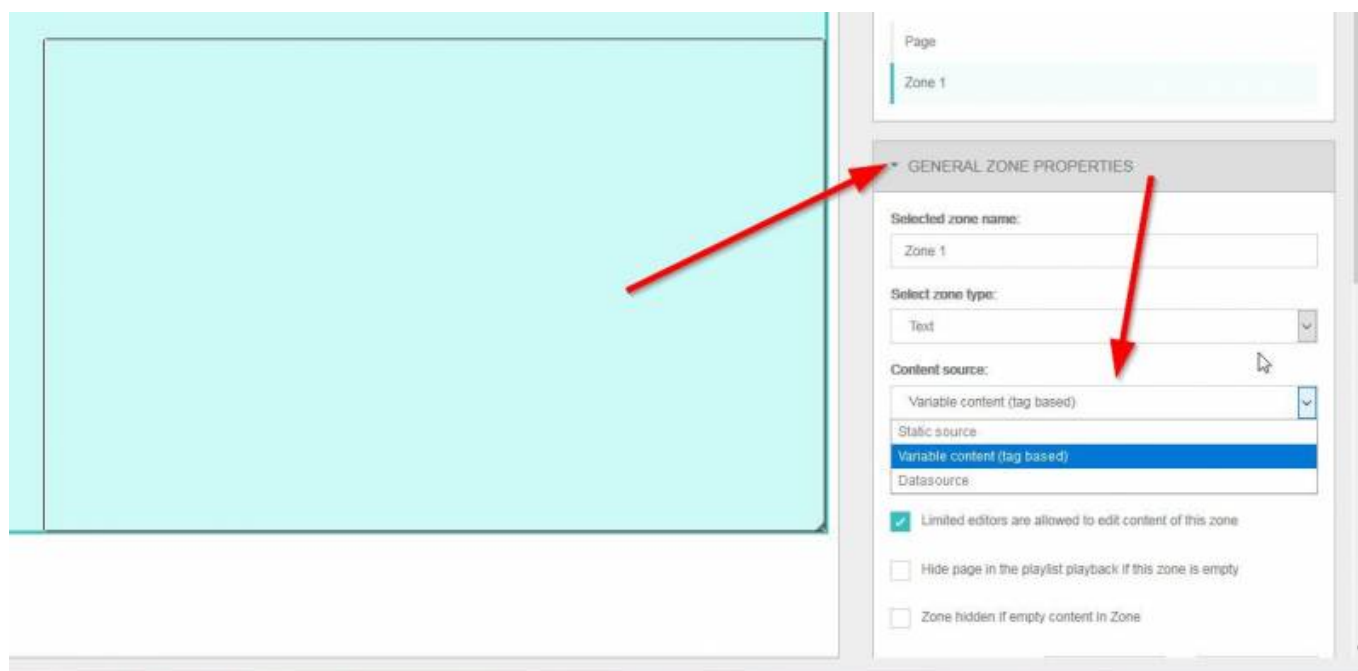 Page
Zone 1
GENERAL ZONE PROPERTIES
Selected zone name:
Zone 1
Select zone type:
Text
Content source:
Variable content (tag based)
Static source
Variable content (tag based)
Datasource
Limited editors are allowed to edit content of this zone
Hide page in the playlist playback if this zone is empty
Zone hidden if empty content in Zone